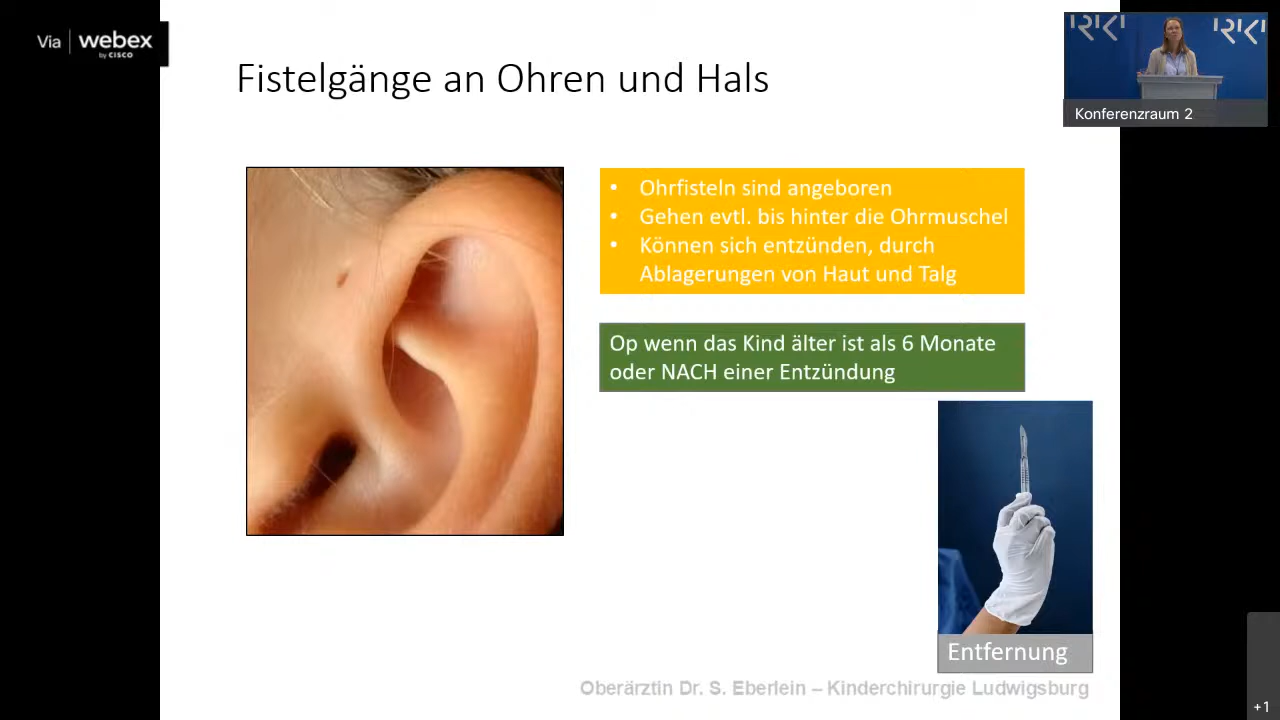 Via webex
by CISCO
Fistelgänge an Ohren und Hals
Konferenzraum 2
• Ohrfisteln sind angeboren
• Gehen evtl. bis hinter die Ohrmuschel
• Können sich entzünden, durch
Ablagerungen von Haut und Talg
Op wenn das Kind älter ist als 6 Monate
oder NACH einer Entzündung
Entfernung
Oberärztin Dr. S. Eberlein – Kinderchirurgie Ludwigsburg
+1